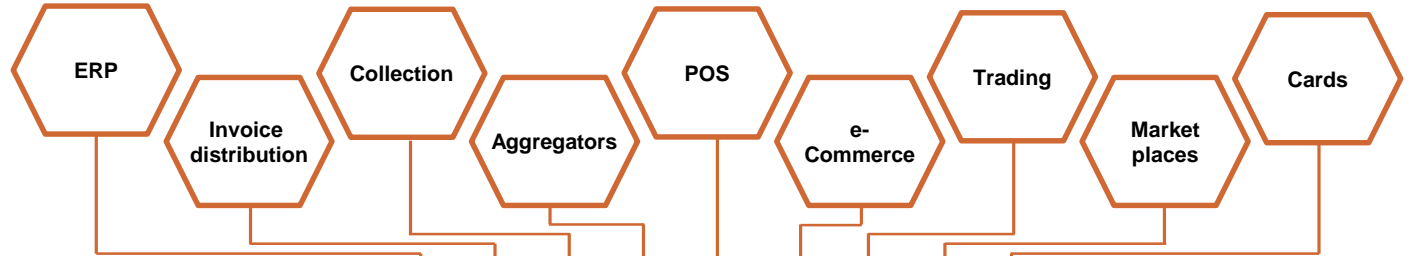 ERP
Invoice
distribution
Collection
Aggregators
POS
e-
Commerce
Trading
Market
places
Cards